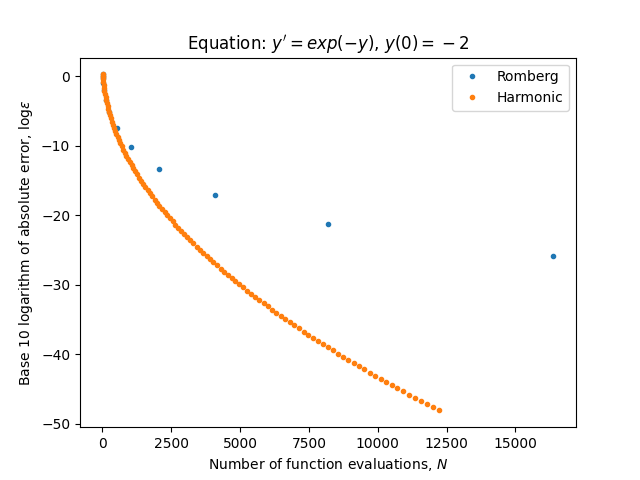 Equation: y′ = exp(−y), y(0) = −2
Romberg
Harmonic
0
−10
−20
−30
−40
−50
Base 10 logarithm of absolute error, logε
0 2500 5000 7500 10000 12500 15000
Number of function evaluations, N